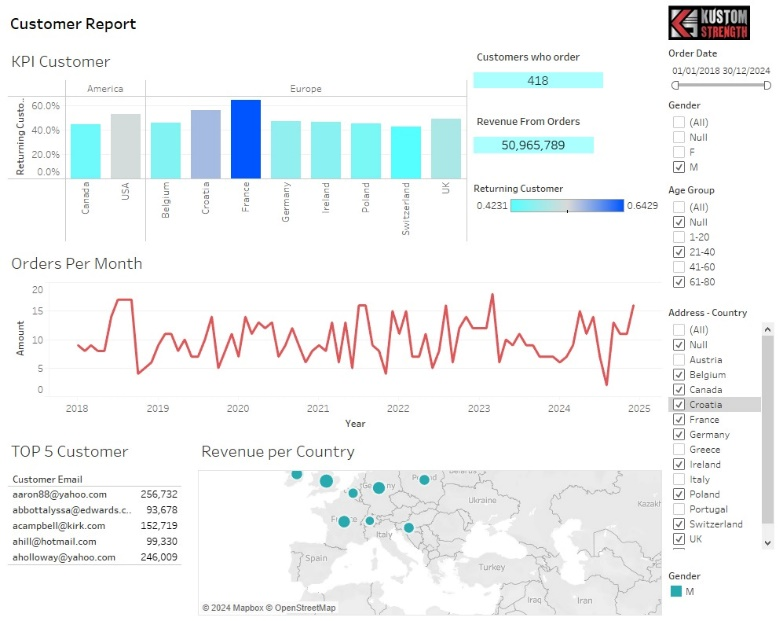 Customer Report
KUSTOM
STRENGTH
KPI Customer
America
Europe
Returning Custo..
60.0%
40.0%
20.0%
0.0%
Canada
USA
Belgium
Croatia
France
Germany
Ireland
Poland
Switzerland
UK
Customers who order
418
Revenue From Orders
50,965,789
Returning Customer
0.4231
0.6429
Order Date
01/01/2018 30/12/2024
Gender
(All)
Null
F
M
Age Group
(All)
Null
1-20
21-40
41-60
61-80
Orders Per Month
Amount
20
15
10
5
0
2018
2019
2020
2021
2022
2023
2024
2025
Year
Address - Country
(All)
Null
Austria
Belgium
Canada
Croatia
France
Germany
Greece
Ireland
Italy
Poland
Portugal
Switzerland
UK
TOP 5 Customer
Customer Email
aaron88@yahoo.com 256,732
abbottalyssa@edwards.c.. 93,678
acampbell@kirk.com 152,719
ahill@hotmail.com 99,330
aholloway@yahoo.com 246,009
Revenue per Country
Ukraine
Kazakh
Italy
Spain
Turkey
Iraq
Iran
© 2024 Mapbox © OpenStreetMap
Gender
M